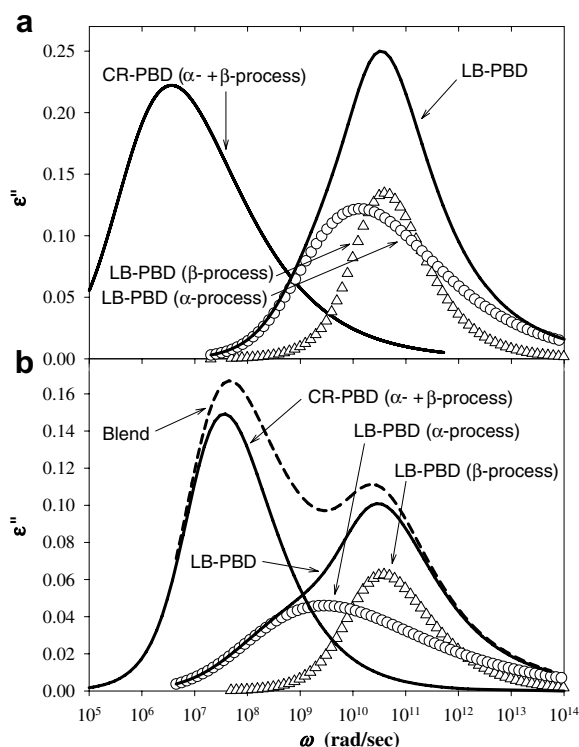 a
CR-PBD (α- +β-process)
LB-PBD
LB-PBD (β-process)
LB-PBD (α-process)
ε"
0.25
0.20
0.15
0.10
0.05
0.00
b
CR-PBD (α- +β-process)
Blend
LB-PBD (α-process)
LB-PBD (β-process)
LB-PBD
ε"
0.16
0.14
0.12
0.10
0.08
0.06
0.04
0.02
0.00
10⁵ 10⁶ 10⁷ 10⁸ 10⁹ 10¹⁰ 10¹¹ 10¹² 10¹³ 10¹⁴
ω (rad/sec)